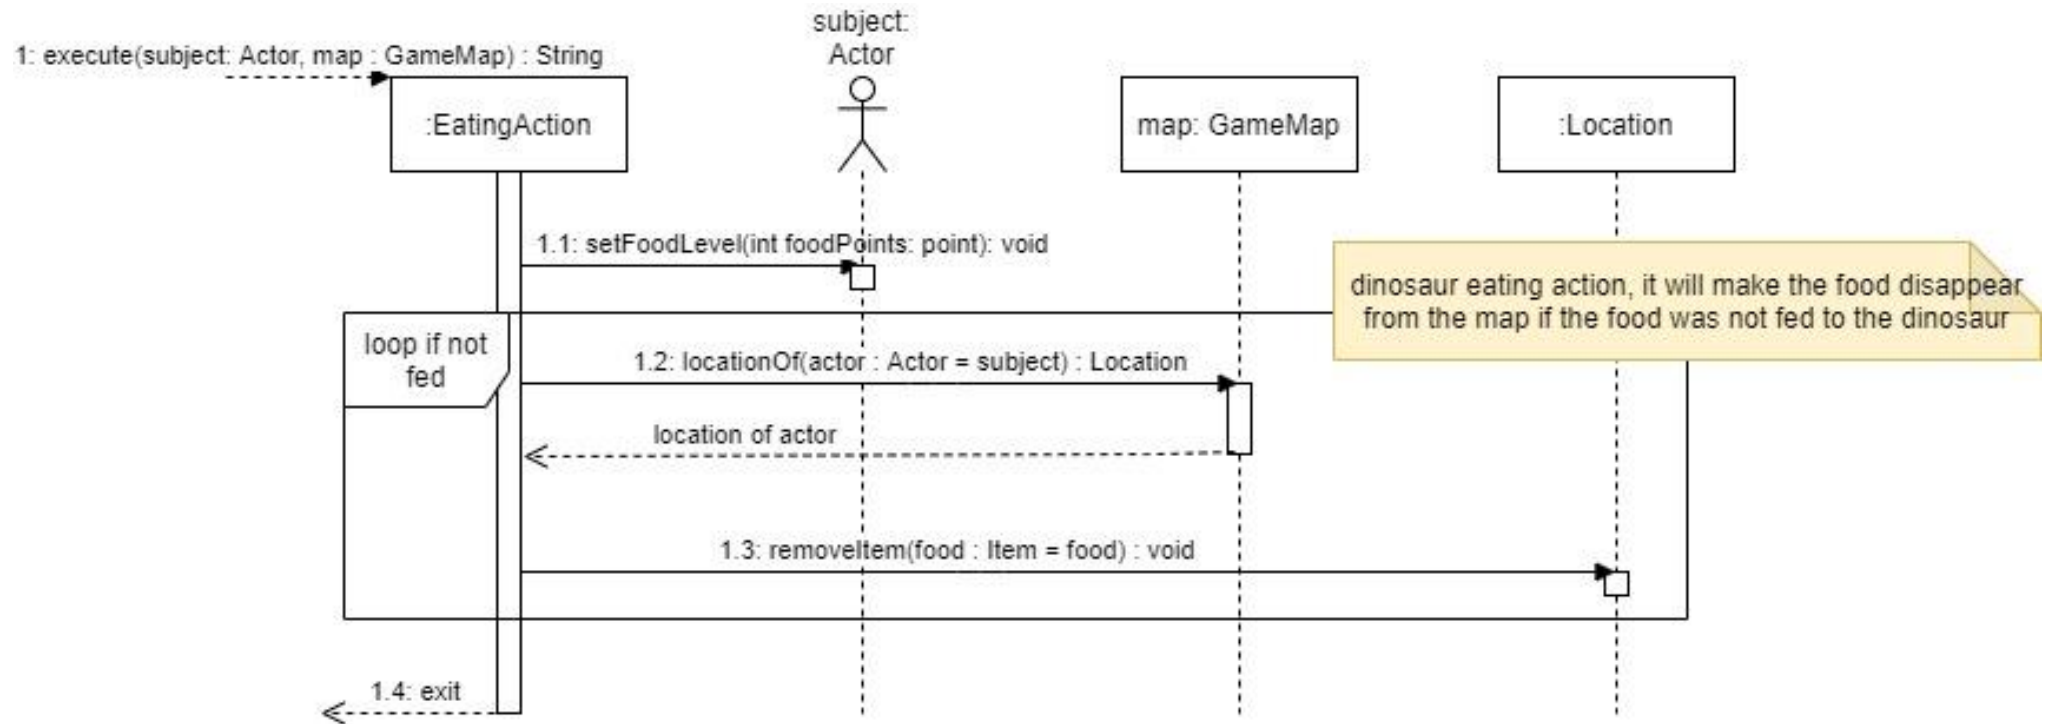 subject:
Actor
1: execute(subject: Actor, map : GameMap) : String
:EatingAction
map: GameMap
:Location
1.1: setFoodLevel(int foodPoints: point): void
dinosaur eating action, it will make the food disappear
from the map if the food was not fed to the dinosaur
loop if not
fed
1.2: locationOf(actor : Actor = subject) : Location
location of actor
1.3: removeItem(food : Item = food) : void
1.4: exit